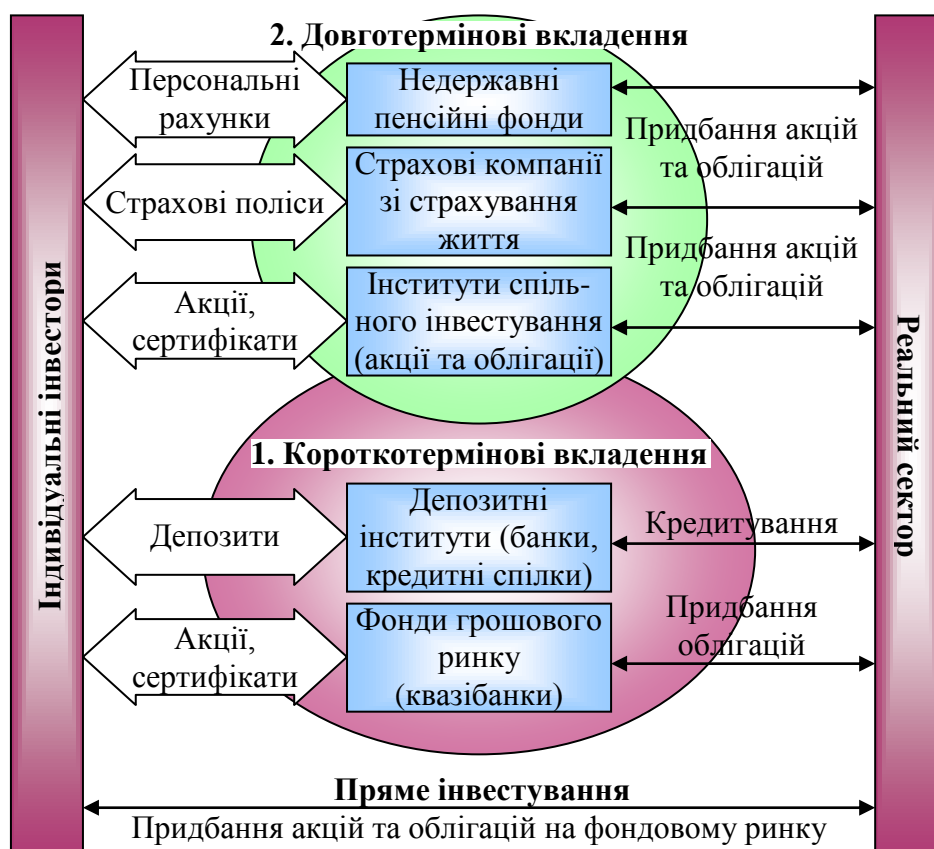 2. Довготермінові вкладення
Персональні
рахунки
Недержавні
пенсійні фонди
Придбання акцій
та облігацій
Страхові поліси
Страхові компанії
зі страхування
життя
Придбання акцій
та облігацій
Акції,
сертифікати
Інститути спіль-
ного інвестування
(акції та облігації)
Індивідуальні інвестори
Реальний сектор
1. Короткотермінові вкладення
Депозити
Депозитні
інститути (банки,
кредитні спілки)
Кредитування
Акції,
сертифікати
Фонди грошового
ринку
(квазібанки)
Придбання
облігацій
Пряме інвестування
Придбання акцій та облігацій на фондовому ринку